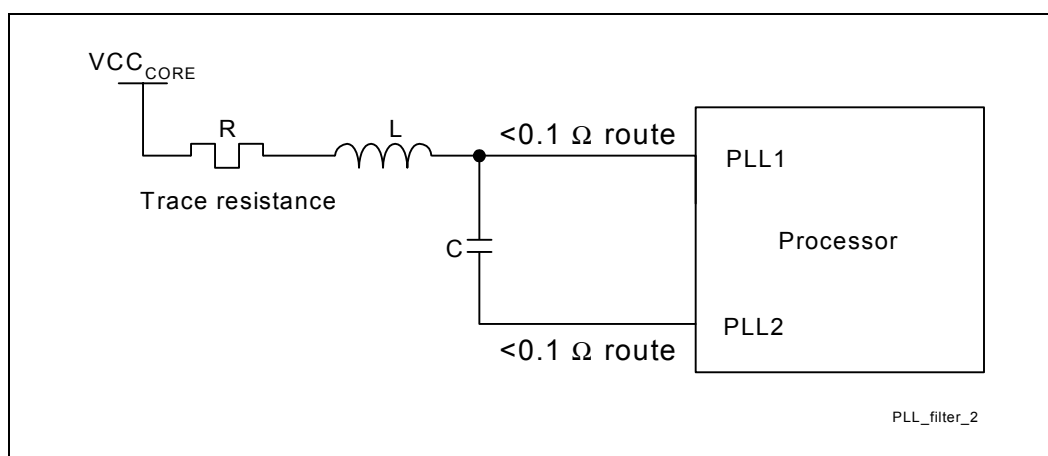 VCC CORE
R
L
<0.1 Ω route
PLL1
Trace resistance
Processor
C
PLL2
<0.1 Ω route
PLL_filter_2